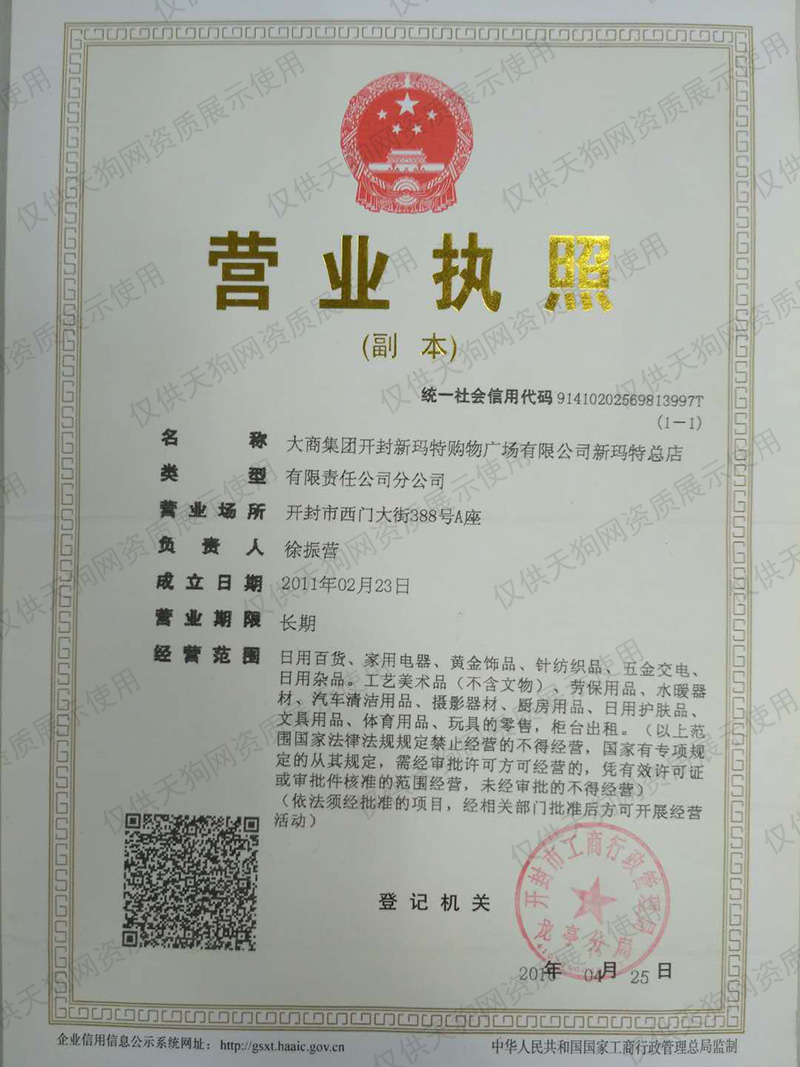 营业执照
(副 本)
统一社会信用代码 91410202569813997T
(1-1)
名称 大商集团开封新玛特购物广场有限公司新玛特总店
类型 有限责任公司分公司
营业场所 开封市西门大街388号A座
负责人 徐振营
成立日期 2011年02月23日
营业期限 长期
经营范围 日用百货、家用电器、黄金饰品、针纺织品、五金交电、
日用杂品。工艺美术品（不含文物）、劳保用品、水暖器
材、汽车清洁用品、摄影器材、厨房用品、日用护肤品、
文具用品、体育用品、玩具的零售，柜台出租。（以上范
围国家法律法规规定禁止经营的不得经营，国家有专项规
定的从其规定，需经审批许可方可经营的，凭有效许可证
或审批件核准的范围经营，未经审批的不得经营）
（依法须经批准的项目，经相关部门批准后方可开展经营
活动）
登记机关
开封市工商行政管理局
龙亭分局
年 04月 25日
企业信用信息公示系统网址：http://gsxt.haaic.gov.cn
中华人民共和国国家工商行政管理总局监制
仅供天狗网资质展示使用